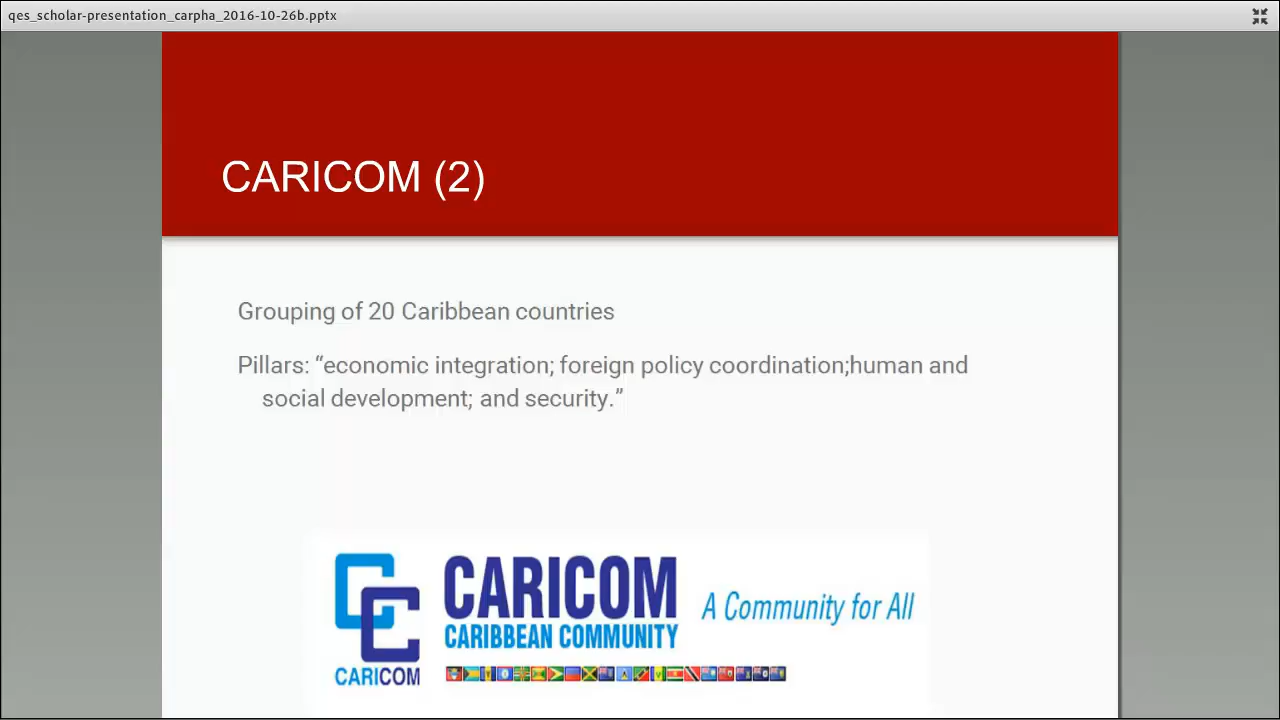 qes_scholar-presentation_carpha_2016-10-26b.pptx
CARICOM (2)
Grouping of 20 Caribbean countries
Pillars: “economic integration; foreign policy coordination;human and
social development; and security.”
CARICOM
CARIBBEAN COMMUNITY
A Community for All
CARICOM